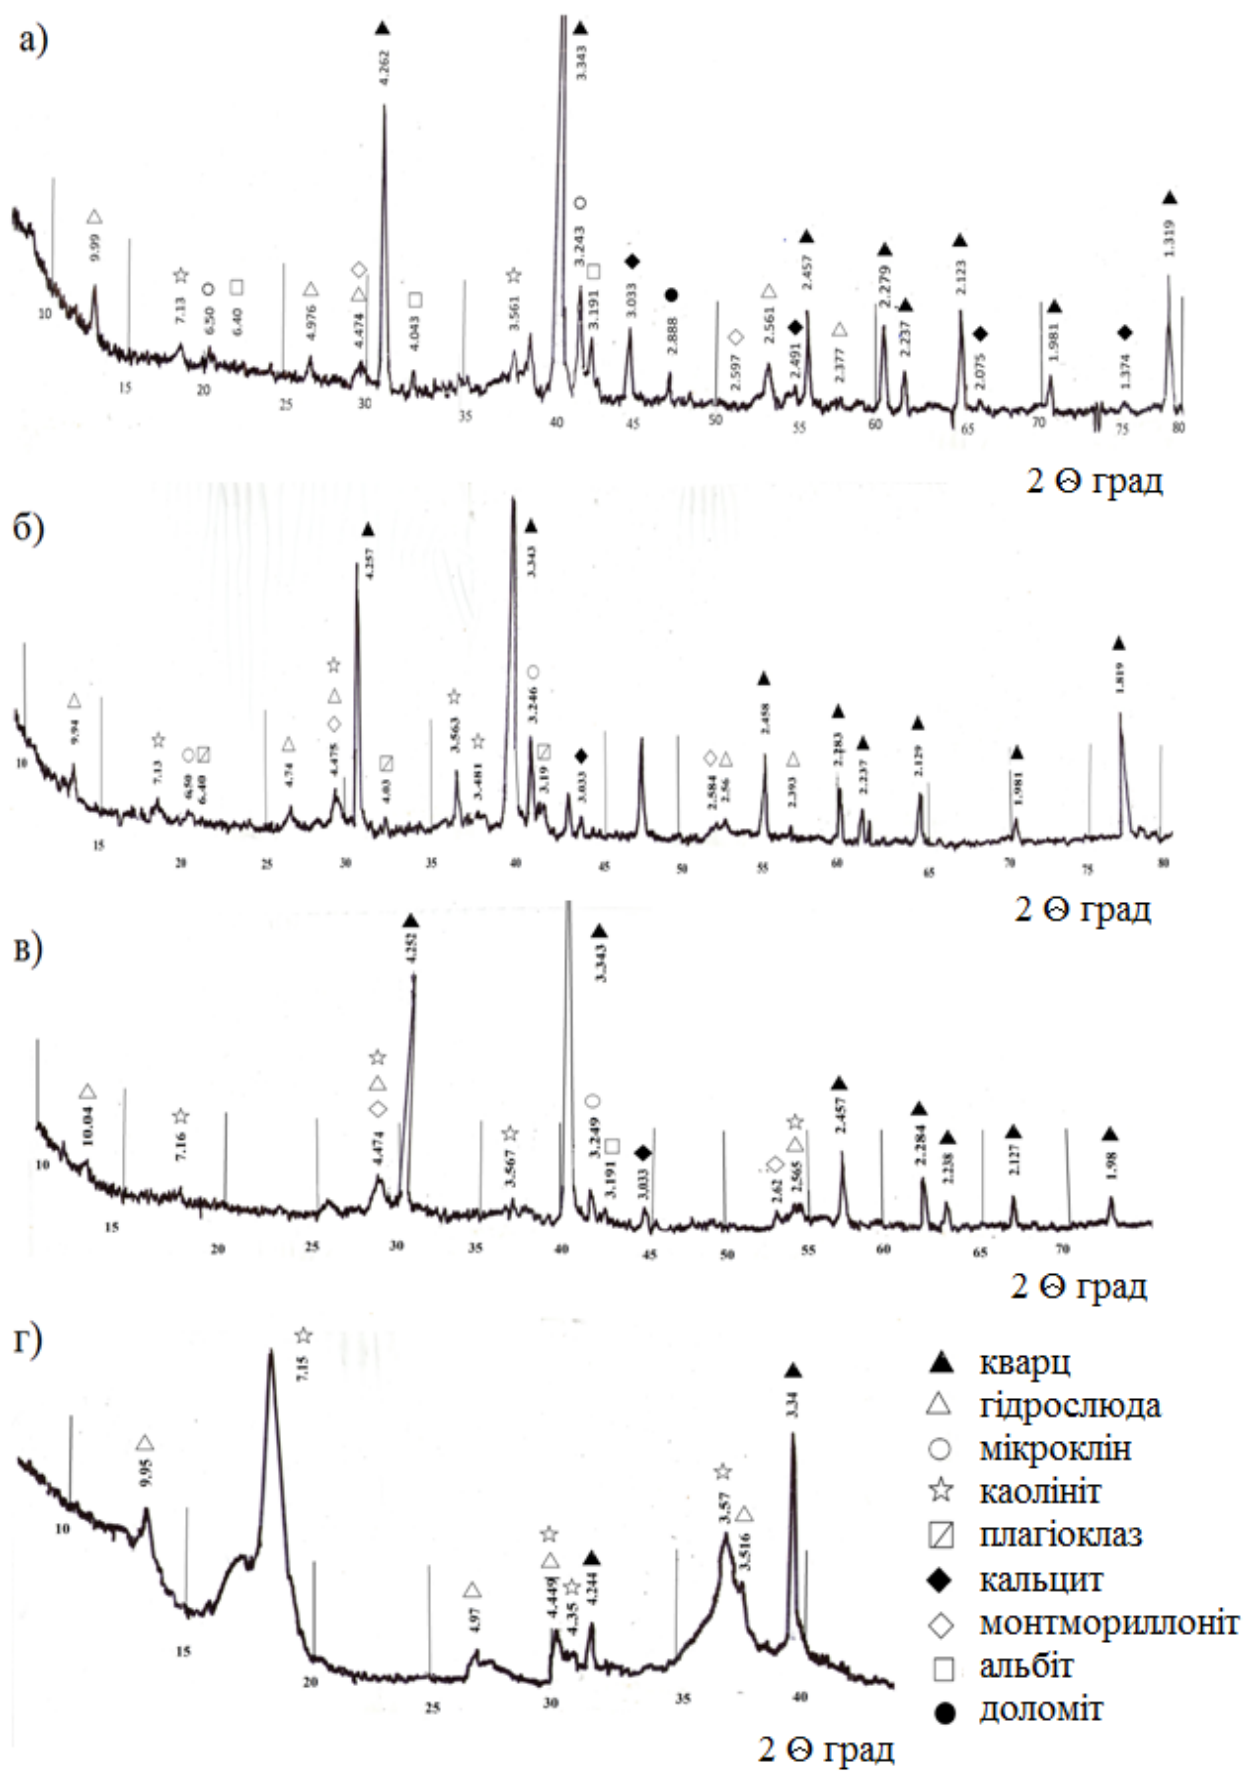 а)
4.262 3.343
9.99 7.13 6.50 6.40 4.976 4.474 4.043 3.561 3.243 3.191 3.033 2.888 2.597 2.561 2.491 2.457 2.377 2.279 2.237 2.123 2.075 1.981 1.374 1.319
10 15 20 25 30 35 40 45 50 55 60 65 70 75 80
2 Θ град
б)
4.257 3.343
9.94 7.13 6.50 6.40 4.74 4.475 4.03 3.563 3.481 3.246 3.19 3.033 2.584 2.56 2.458 2.393 2.283 2.237 2.129 1.981 1.819
10 15 20 25 30 35 40 45 50 55 60 65 70 75 80
2 Θ град
в)
4.252 3.343
10.04 7.16 4.474 3.567 3.249 3.191 3.033 2.62 2.565 2.457 2.284 2.238 2.127 1.98
10 15 20 25 30 35 40 45 50 55 60 65 70
2 Θ град
г)
9.95 7.15 4.97 4.449 4.35 4.244 3.57 3.516 3.34
10 15 20 25 30 35 40
2 Θ град
кварц
гідрослюда
мікроклін
каолініт
плагіоклаз
кальцит
монтмориллоніт
альбіт
доломіт